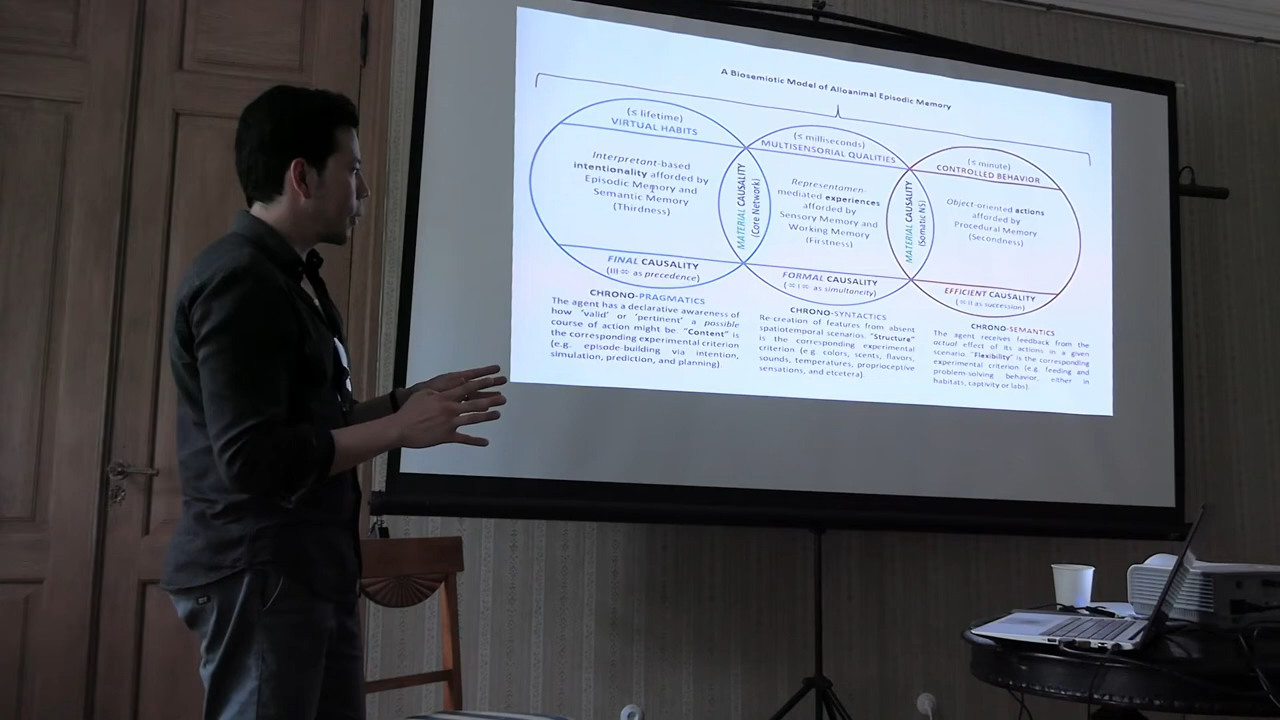 A Biosemiotic Model of Alloanimal Episodic Memory
(≤ lifetime)
VIRTUAL HABITS
Interpretant-based
intentionality afforded by
Episodic Memory and
Semantic Memory
(Thirdness)
FINAL CAUSALITY
(III ∞ as precedence)
MATERIAL CAUSALITY
(Core Network)
(≤ milliseconds)
MULTISENSORIAL QUALITIES
Representamen-
mediated experiences
afforded by
Sensory Memory and
Working Memory
(Firstness)
FORMAL CAUSALITY
(∞ I ∞ as simultaneity)
MATERIAL CAUSALITY
(Somatic NS)
(≤ minute)
CONTROLLED BEHAVIOR
Object-oriented actions
afforded by
Procedural Memory
(Secondness)
EFFICIENT CAUSALITY
(∞ II as succession)
CHRONO-PRAGMATICS
The agent has a declarative awareness of
how 'valid' or 'pertinent' a possible
course of action might be. "Content" is
the corresponding experimental criterion
(e.g. episode-building via intention,
simulation, prediction, and planning).
CHRONO-SYNTACTICS
Re-creation of features from absent
spatiotemporal scenarios. "Structure"
is the corresponding experimental
criterion (e.g. colors, scents, flavors,
sounds, temperatures, proprioceptive
sensations, and etcetera).
CHRONO-SEMANTICS
The agent receives feedback from the
actual effect of its actions in a given
scenario. "Flexibility" is the corresponding
experimental criterion (e.g. feeding and
problem-solving behavior, either in
habitats, captivity or labs).